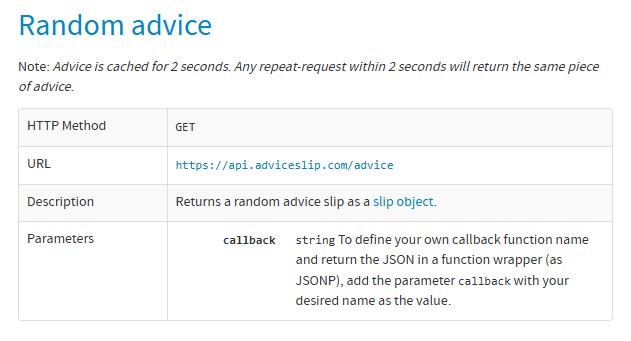 Random advice
Note: Advice is cached for 2 seconds. Any repeat-request within 2 seconds will return the same piece
of advice.
HTTP Method GET
URL https://api.adviceslip.com/advice
Description Returns a random advice slip as a slip object.
Parameters callback string To define your own callback function name
and return the JSON in a function wrapper (as
JSONP), add the parameter callback with your
desired name as the value.